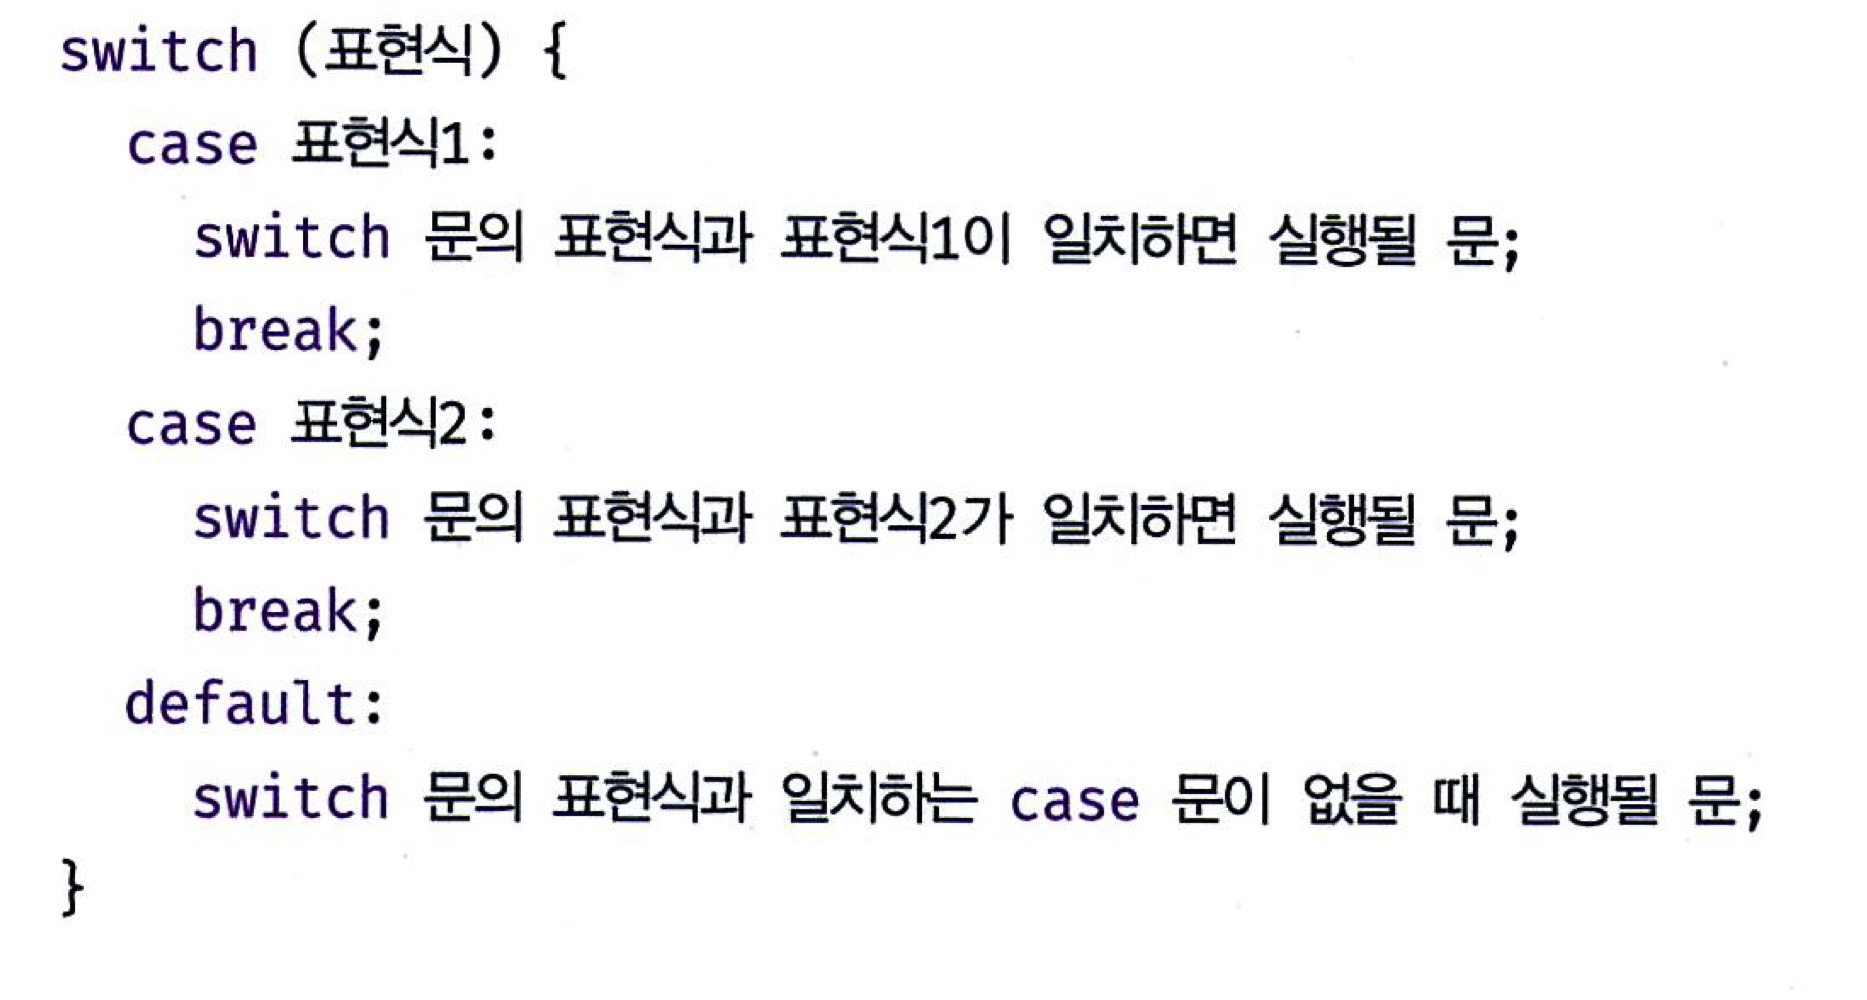 switch (표현식) {
case 표현식1:
switch 문의 표현식과 표현식1이 일치하면 실행될 문;
break;
case 표현식2:
switch 문의 표현식과 표현식2가 일치하면 실행될 문;
break;
default:
switch 문의 표현식과 일치하는 case 문이 없을 때 실행될 문;
}